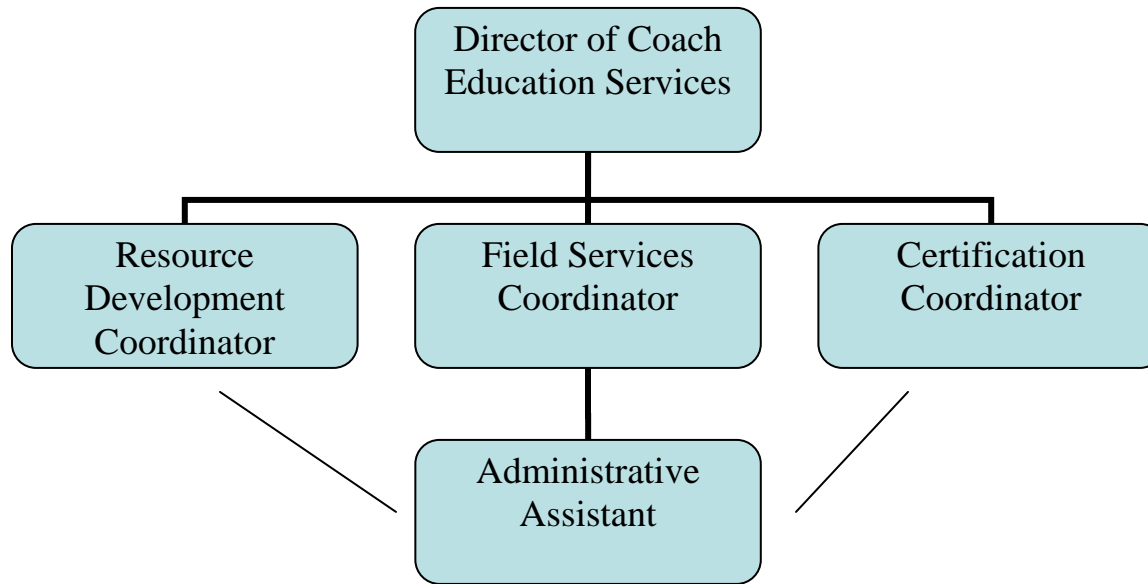 Director of Coach
Education Services
Resource
Development
Coordinator
Field Services
Coordinator
Certification
Coordinator
Administrative
Assistant